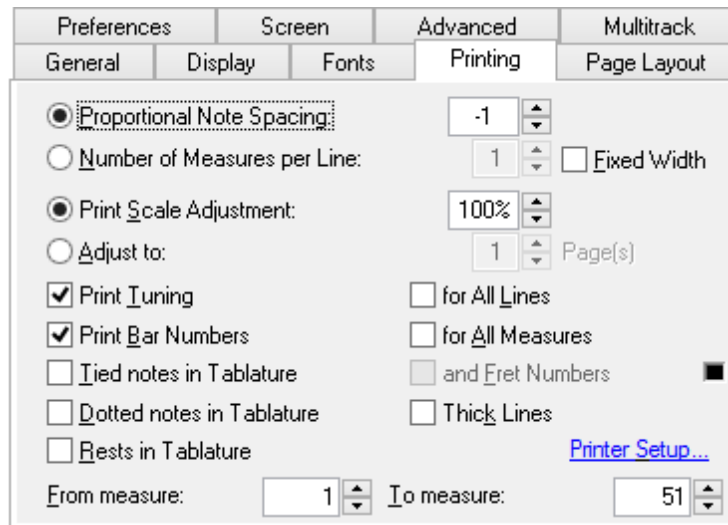 Preferences Screen Advanced Multitrack
General Display Fonts Printing Page Layout
Proportional Note Spacing: -1
Number of Measures per Line: 1 Fixed Width
Print Scale Adjustment: 100%
Adjust to: 1 Page(s)
Print Tuning for All Lines
Print Bar Numbers for All Measures
Tied notes in Tablature and Fret Numbers
Dotted notes in Tablature Thick Lines
Rests in Tablature Printer Setup...
From measure: 1 To measure: 51